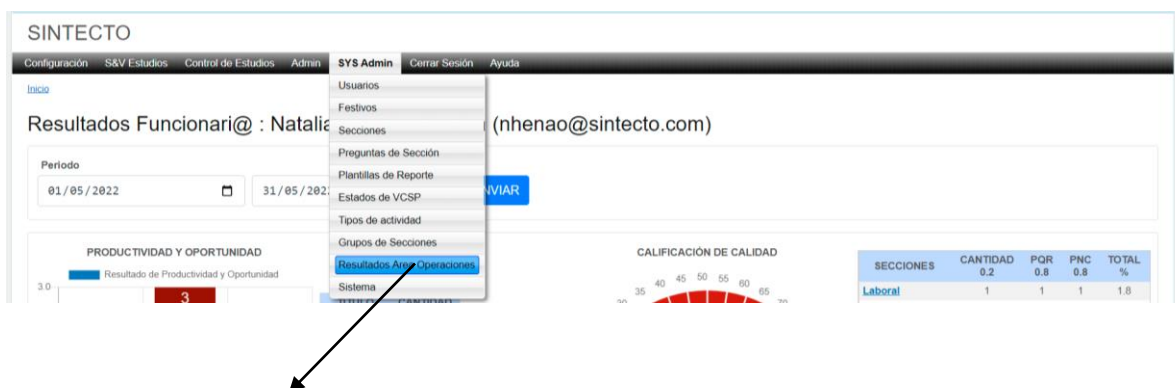 SINTECTO
Configuración S&V Estudios Control de Estudios Admin SYS Admin Cerrar Sesión Ayuda
Inicio
Usuarios
Festivos
Secciones
Preguntas de Sección
Plantillas de Reporte
Estados de VCSP
Tipos de actividad
Grupos de Secciones
Resultados Area Operaciones
Sistema
Resultados Funcionari@ : Natalia (nhenao@sintecto.com)
Periodo
01/05/2022 31/05/202 NVIAR
PRODUCTIVIDAD Y OPORTUNIDAD
Resultado de Productividad y Oportunidad
3.0
3
TITULO CANTIDAD
CALIFICACIÓN DE CALIDAD
35 40 45 50 55 60 65
SECCIONES CANTIDAD 0.2 PQR 0.8 PNC 0.8 TOTAL %
Laboral 1 1 1 1.8